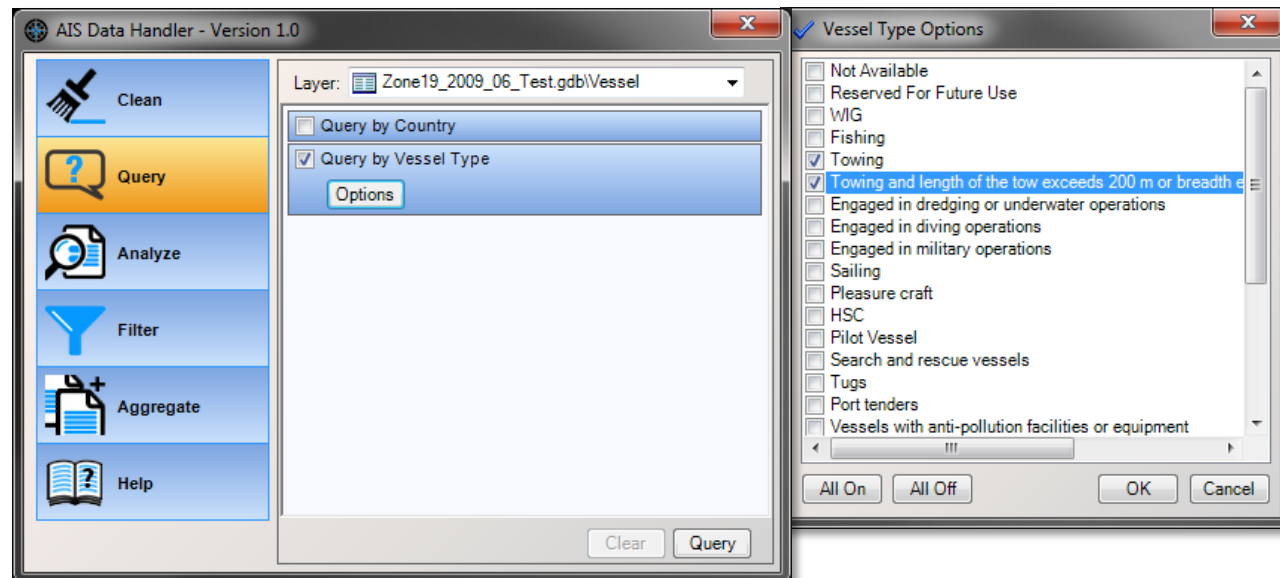 AIS Data Handler - Version 1.0
Clean
Query
Analyze
Filter
Aggregate
Help
Layer: Zone19_2009_06_Test.gdb\Vessel
Query by Country
Query by Vessel Type
Options
Clear Query
Vessel Type Options
Not Available
Reserved For Future Use
WIG
Fishing
Towing
Towing and length of the tow exceeds 200 m or breadth e
Engaged in dredging or underwater operations
Engaged in diving operations
Engaged in military operations
Sailing
Pleasure craft
HSC
Pilot Vessel
Search and rescue vessels
Tugs
Port tenders
Vessels with anti-pollution facilities or equipment
All On All Off OK Cancel